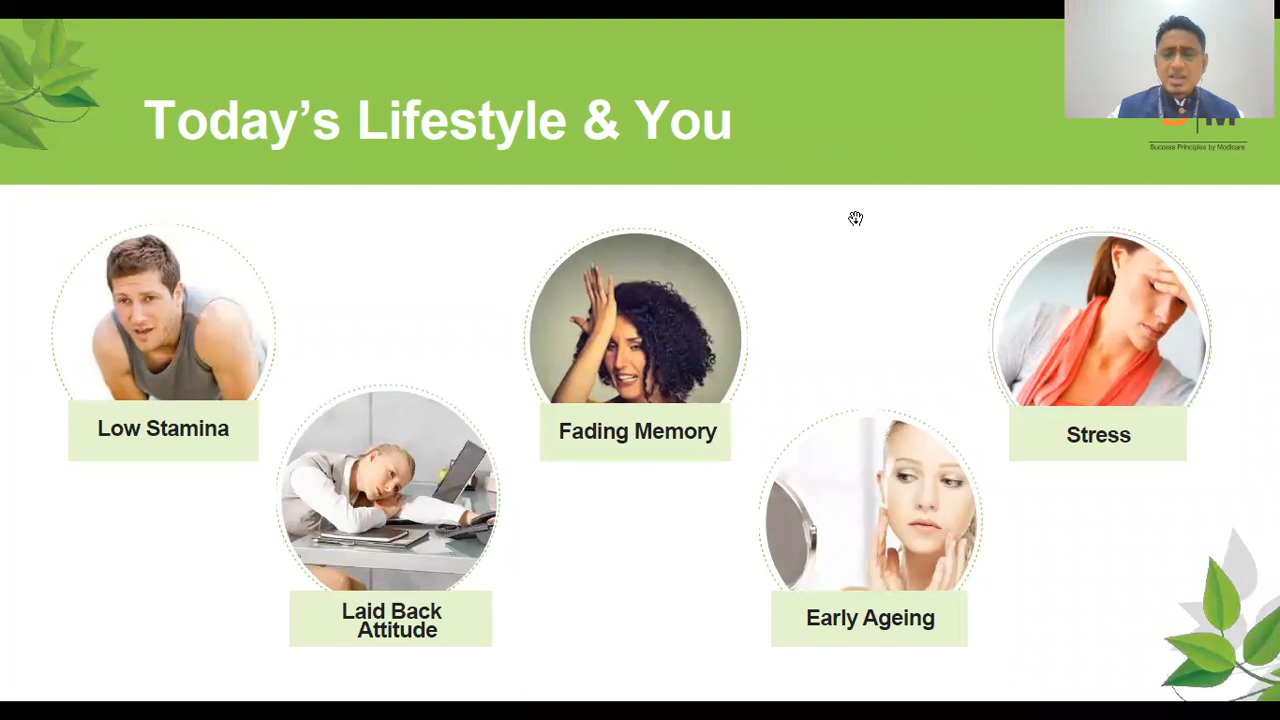 Today's Lifestyle & You
Success Principles by Modicare
Low Stamina
Fading Memory
Stress
Laid Back
Attitude
Early Ageing